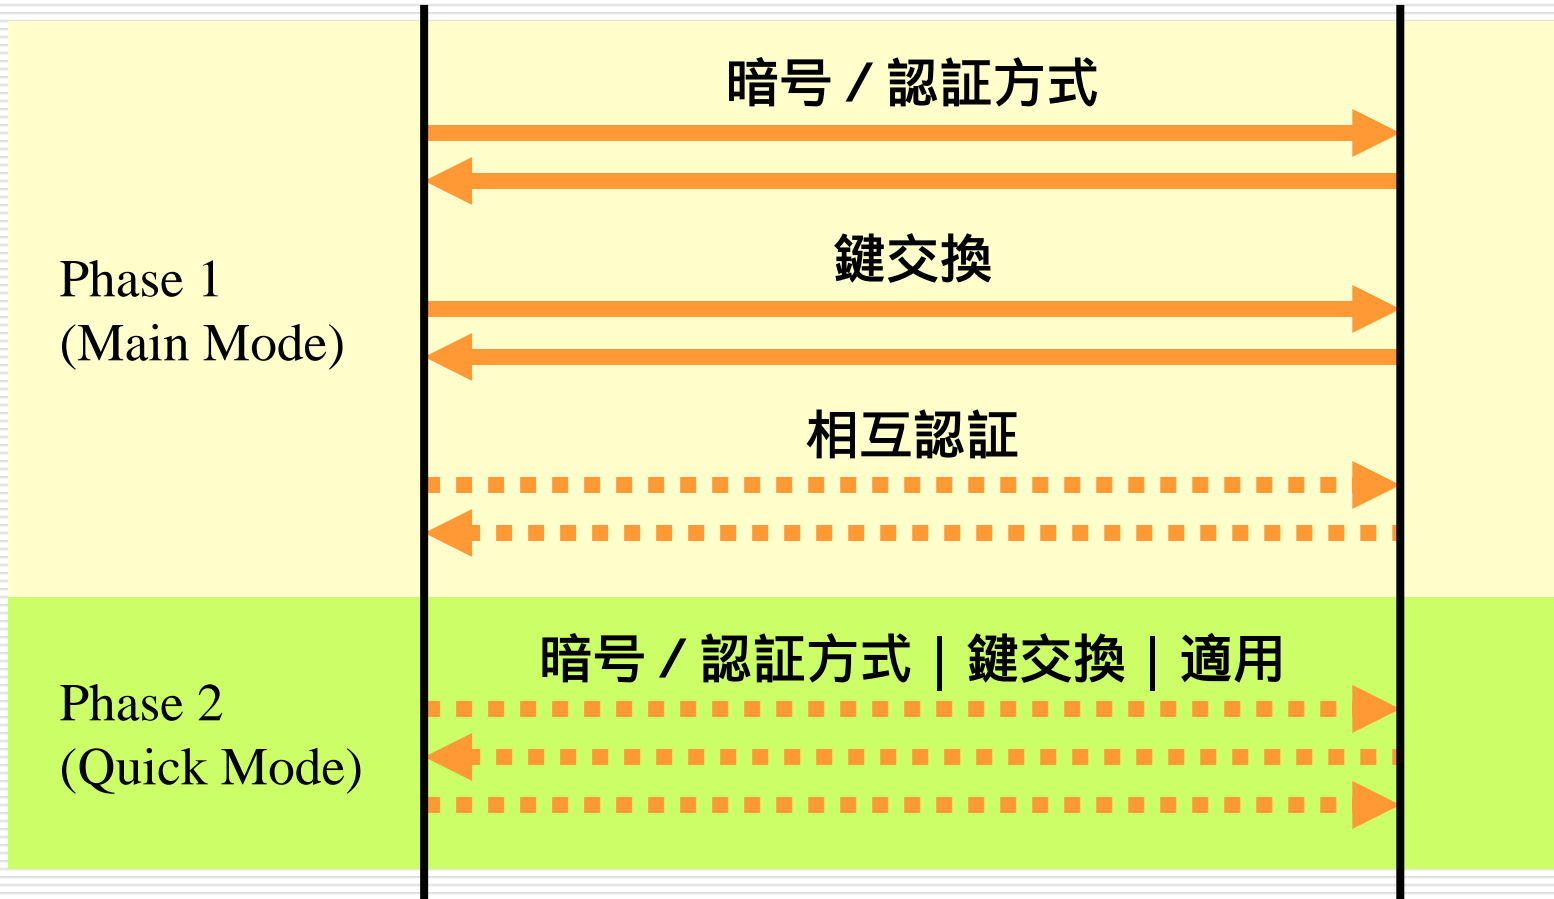 暗号 / 認証方式
鍵交換
Phase 1
(Main Mode)
相互認証
暗号 / 認証方式 | 鍵交換 | 適用
Phase 2
(Quick Mode)